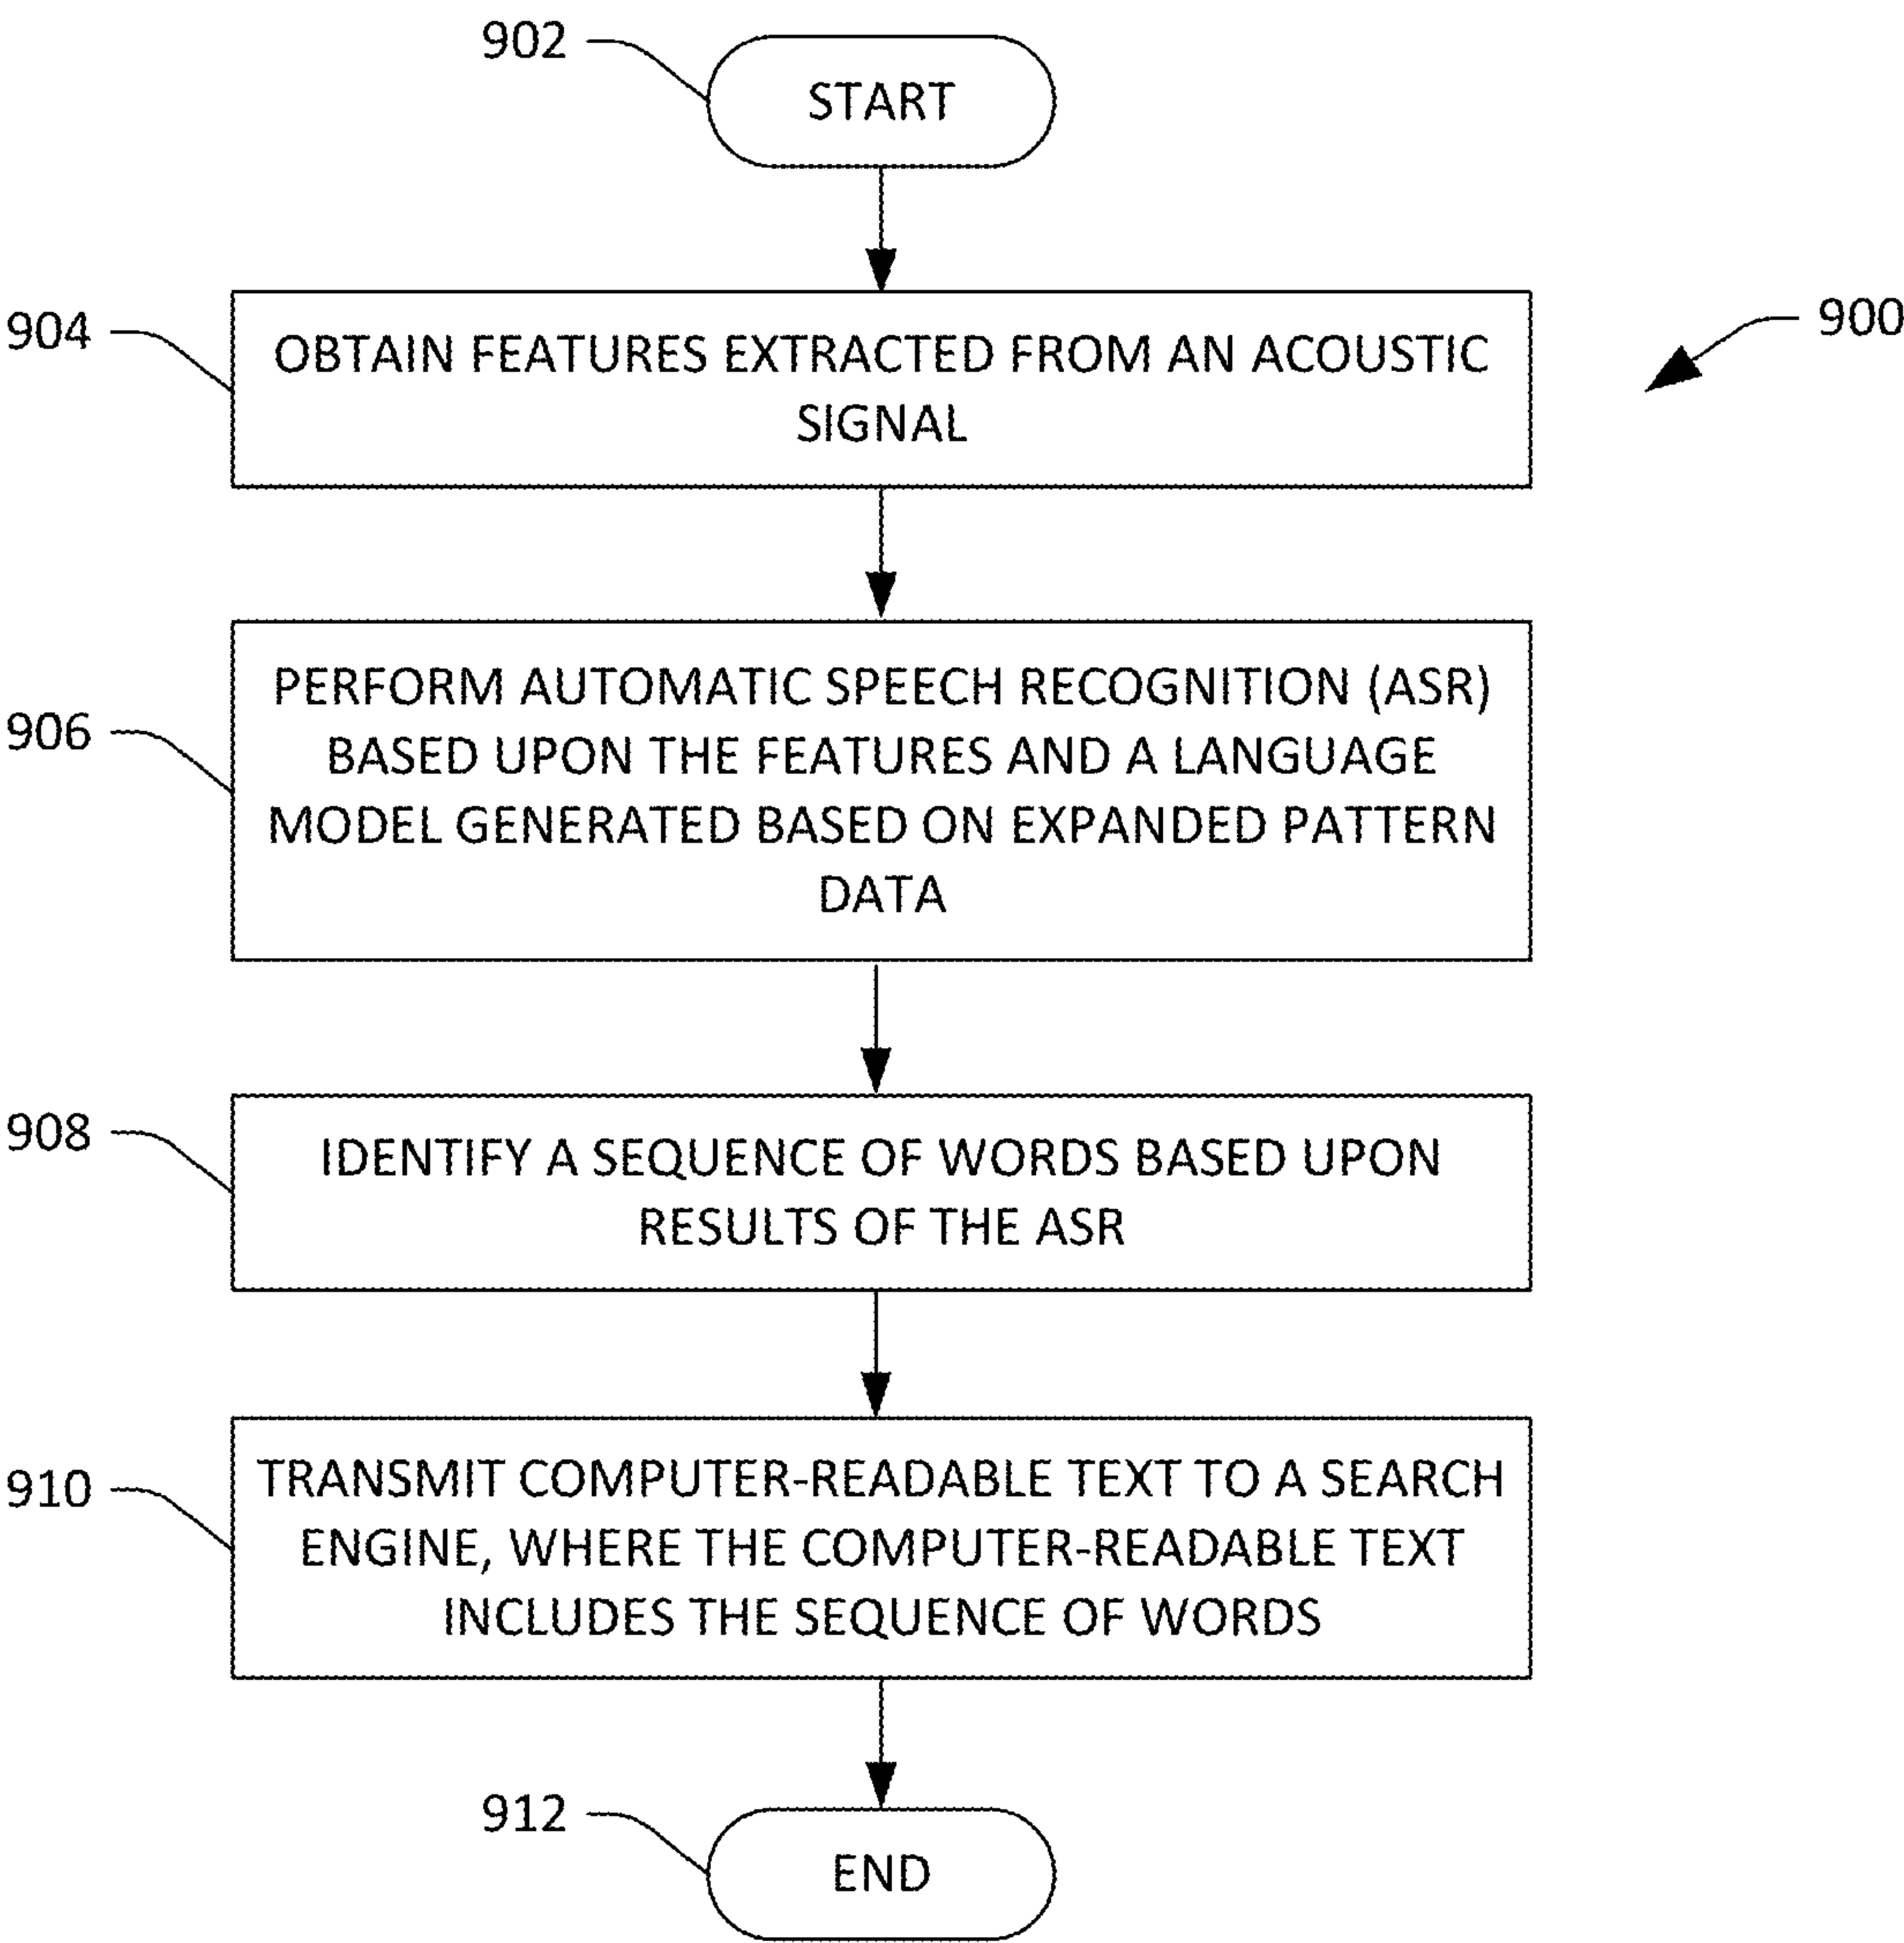 902
START
904
OBTAIN FEATURES EXTRACTED FROM AN ACOUSTIC
SIGNAL
900
906
PERFORM AUTOMATIC SPEECH RECOGNITION (ASR)
BASED UPON THE FEATURES AND A LANGUAGE
MODEL GENERATED BASED ON EXPANDED PATTERN
DATA
908
IDENTIFY A SEQUENCE OF WORDS BASED UPON
RESULTS OF THE ASR
910
TRANSMIT COMPUTER-READABLE TEXT TO A SEARCH
ENGINE, WHERE THE COMPUTER-READABLE TEXT
INCLUDES THE SEQUENCE OF WORDS
912
END